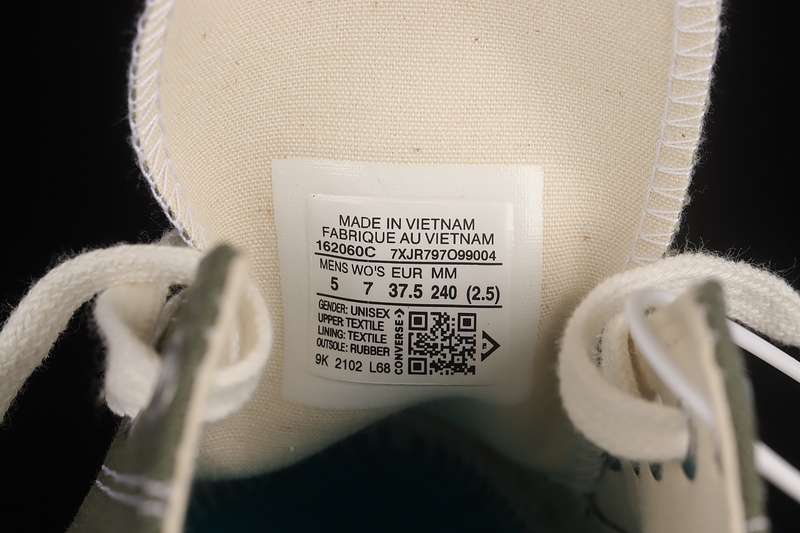 MADE IN VIETNAM
FABRIQUE AU VIETNAM
162060C 7XJR797O99004
MENS WO'S EUR MM
5 7 37.5 240 (2.5)
GENDER: UNISEX
UPPER: TEXTILE
LINING: TEXTILE
OUTSOLE: RUBBER
9K 2102 L68
CONVERSE